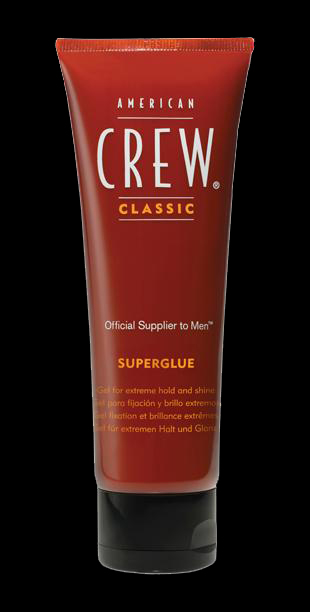 AMERICAN
CREW®
CLASSIC
Official Supplier to Men™
SUPERGLUE
Gel for extreme hold and shine
Gel para fijación y brillo extremo
Gel fixation et brillance extrême
Gel für extremen Halt und Glanz